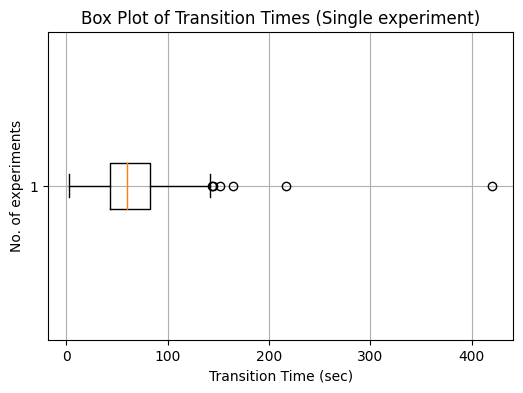 Box Plot of Transition Times (Single experiment)
No. of experiments
1
0 100 200 300 400
Transition Time (sec)